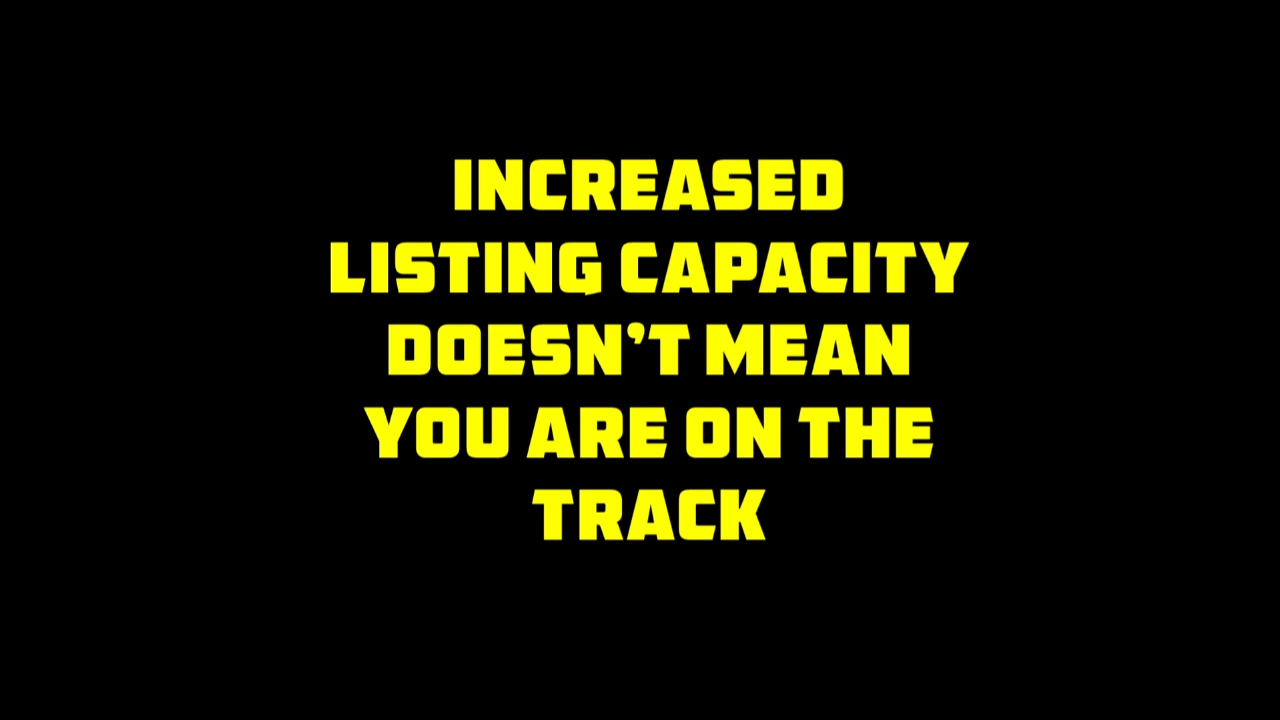 INCREASED
LISTING CAPACITY
DOESN'T MEAN
YOU ARE ON THE
TRACK